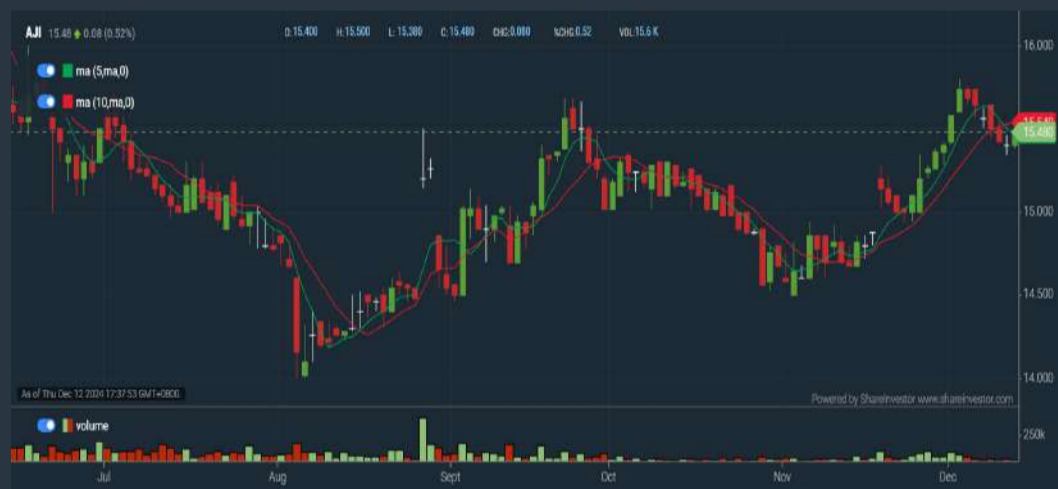 AJI 15.48 0.08 (0.52%) O:15.400 H:15.500 L: 15.380 C:15.480 CHG:0.080 %CHG:0.52 VOL:15.6 K
ma (5,ma,0)
ma (10,ma,0)
16.000
15.540
15.480
15.000
14.500
14.000
As of Thu Dec 12 2024 17:37:53 GMT+0800
Powered by ShareInvestor www.shareinvestor.com
volume
250k
Jul Aug Sept Oct Nov Dec